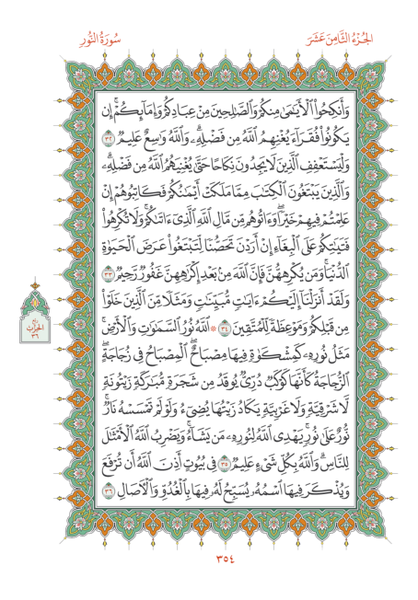 الجُزْءُ الثَّامِنَ عَشَرَ
سُورَةُ النُّورِ
وَأَنكِحُوا۟ ٱلْأَيَـٰمَىٰ مِنكُمْ وَٱلصَّـٰلِحِينَ مِنْ عِبَادِكُمْ وَإِمَآئِكُمْ ۚ إِن
يَكُونُوا۟ فُقَرَآءَ يُغْنِهِمُ ٱللَّهُ مِن فَضْلِهِۦ ۗ وَٱللَّهُ وَٰسِعٌ عَلِيمٌ ٣٢
وَلْيَسْتَعْفِفِ ٱلَّذِينَ لَا يَجِدُونَ نِكَاحًا حَتَّىٰ يُغْنِيَهُمُ ٱللَّهُ مِن فَضْلِهِۦ ۗ
وَٱلَّذِينَ يَبْتَغُونَ ٱلْكِتَـٰبَ مِمَّا مَلَكَتْ أَيْمَـٰنُكُمْ فَكَاتِبُوهُمْ إِنْ
عَلِمْتُمْ فِيهِمْ خَيْرًا ۖ وَءَاتُوهُم مِّن مَّالِ ٱللَّهِ ٱلَّذِىٓ ءَاتَىٰكُمْ ۚ وَلَا تُكْرِهُوا۟
فَتَيَـٰتِكُمْ عَلَى ٱلْبِغَآءِ إِنْ أَرَدْنَ تَحَصُّنًا لِّتَبْتَغُوا۟ عَرَضَ ٱلْحَيَوٰةِ
ٱلدُّنْيَا ۚ وَمَن يُكْرِههُّنَّ فَإِنَّ ٱللَّهَ مِنۢ بَعْدِ إِكْرَٰهِهِنَّ غَفُورٌ رَّحِيمٌ ٣٣
وَلَقَدْ أَنزَلْنَآ إِلَيْكُمْ ءَايَـٰتٍ مُّبَيِّنَـٰتٍ وَمَثَلًا مِّنَ ٱلَّذِينَ خَلَوْا۟
مِن قَبْلِكُمْ وَمَوْعِظَةً لِّلْمُتَّقِينَ ٣٤ ۞ ٱللَّهُ نُورُ ٱلسَّمَـٰوَٰتِ وَٱلْأَرْضِ ۚ
مَثَلُ نُورِهِۦ كَمِشْكَوٰةٍ فِيهَا مِصْبَاحٌ ۖ ٱلْمِصْبَاحُ فِى زُجَاجَةٍ ۖ
ٱلزُّجَاجَةُ كَأَنَّهَا كَوْكَبٌ دُرِّىٌّ يُوقَدُ مِن شَجَرَةٍ مُّبَـٰرَكَةٍ زَيْتُونَةٍ
لَّا شَرْقِيَّةٍ وَلَا غَرْبِيَّةٍ يَكَادُ زَيْتُهَا يُضِىٓءُ وَلَوْ لَمْ تَمْسَسْهُ نَارٌ ۚ
نُّورٌ عَلَىٰ نُورٍ ۗ يَهْدِى ٱللَّهُ لِنُورِهِۦ مَن يَشَآءُ ۚ وَيَضْرِبُ ٱللَّهُ ٱلْأَمْثَـٰلَ
لِلنَّاسِ ۗ وَٱللَّهُ بِكُلِّ شَىْءٍ عَلِيمٌ ٣٥ فِى بُيُوتٍ أَذِنَ ٱللَّهُ أَن تُرْفَعَ
وَيُذْكَرَ فِيهَا ٱسْمُهُۥ يُسَبِّحُ لَهُۥ فِيهَا بِٱلْغُدُوِّ وَٱلْـَٔاصَالِ ٣٦
الحزب
٣٦
٣٥٤